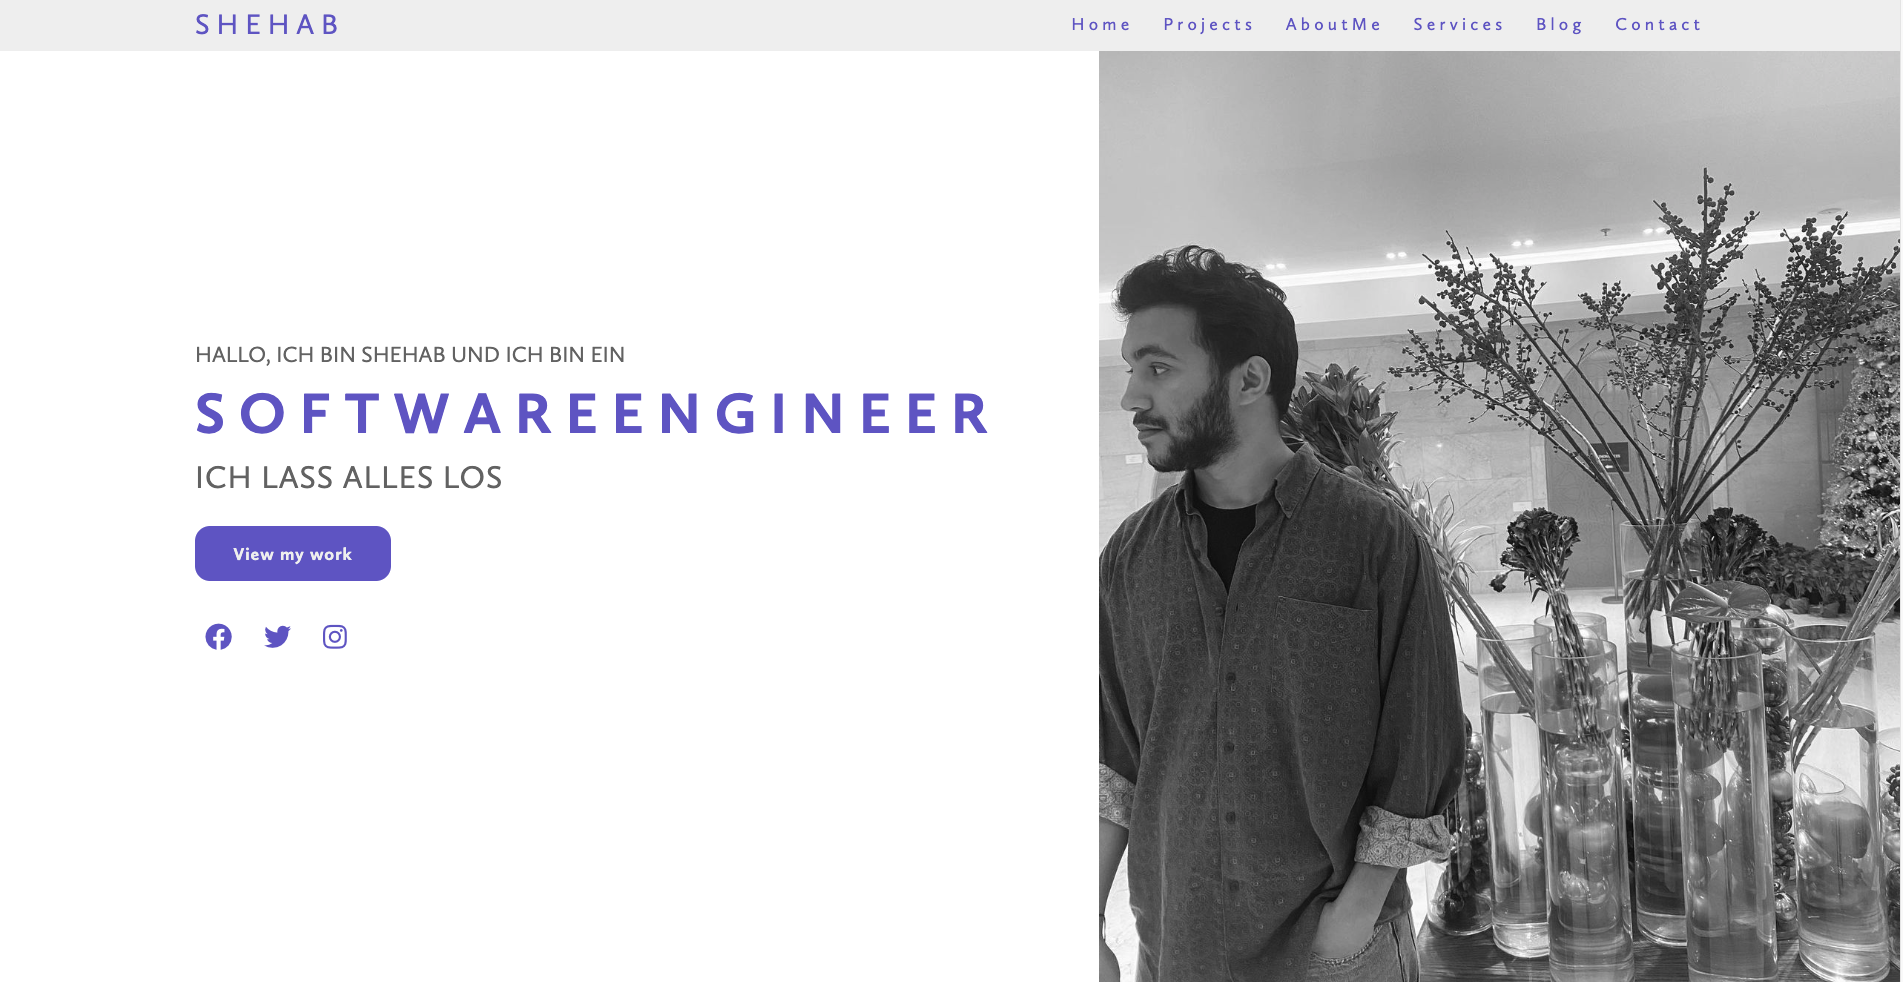 SHEHAB
Home Projects AboutMe Services Blog Contact
HALLO, ICH BIN SHEHAB UND ICH BIN EIN
SOFTWAREENGINEER
ICH LASS ALLES LOS
View my work